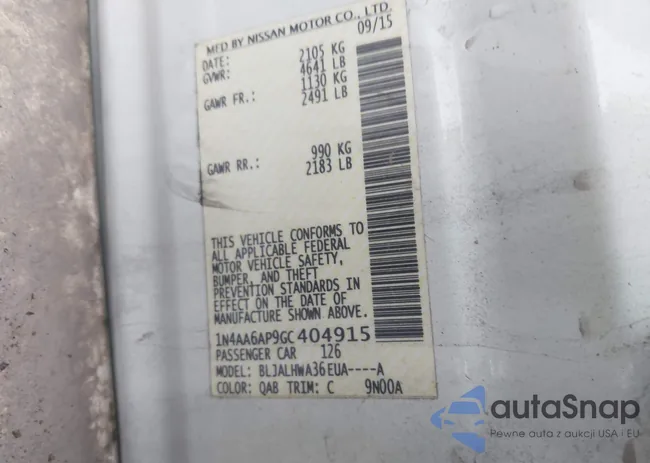 MFD BY NISSAN MOTOR CO., LTD.
DATE: 09/15
GVWR: 2105 KG
4641 LB
GAWR FR.: 1130 KG
2491 LB
GAWR RR.: 990 KG
2183 LB
THIS VEHICLE CONFORMS TO
ALL APPLICABLE FEDERAL
MOTOR VEHICLE SAFETY,
BUMPER, AND THEFT
PREVENTION STANDARDS IN
EFFECT ON THE DATE OF
MANUFACTURE SHOWN ABOVE.
1N4AA6AP9GC404915
PASSENGER CAR 126
MODEL: BLJALHWA36EUA----A
COLOR: QAB TRIM: C 9N00A
autaSnap
Pewne auta z aukcji USA i EU